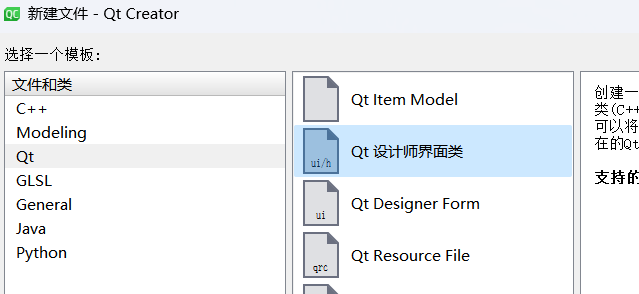 新建文件 - Qt Creator
选择一个模板:
文件和类
C++
Modeling
Qt
GLSL
General
Java
Python
Qt Item Model
ui/h
Qt 设计师界面类
ui
Qt Designer Form
qrc
Qt Resource File
创建一
类(C++
可以将
在的Qt
支持的